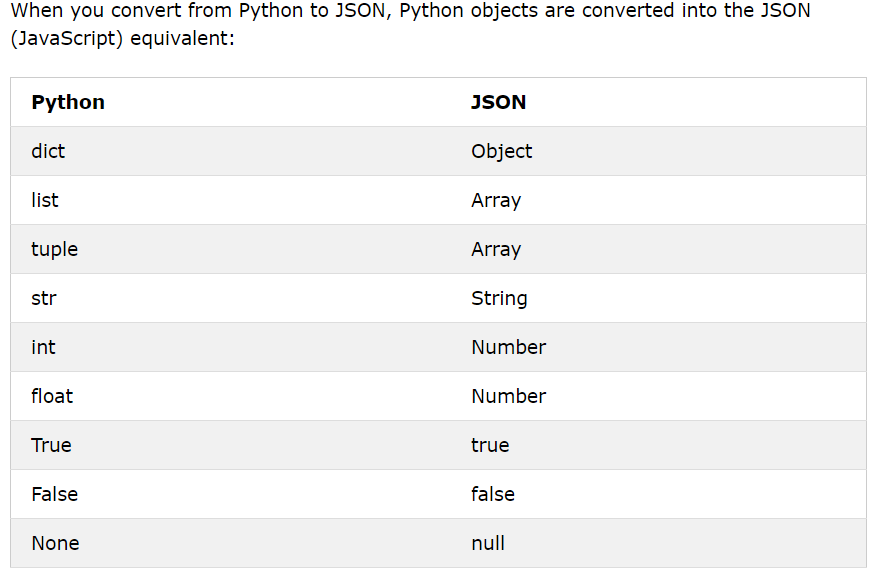 When you convert from Python to JSON, Python objects are converted into the JSON
(JavaScript) equivalent:
Python JSON
dict Object
list Array
tuple Array
str String
int Number
float Number
True true
False false
None null